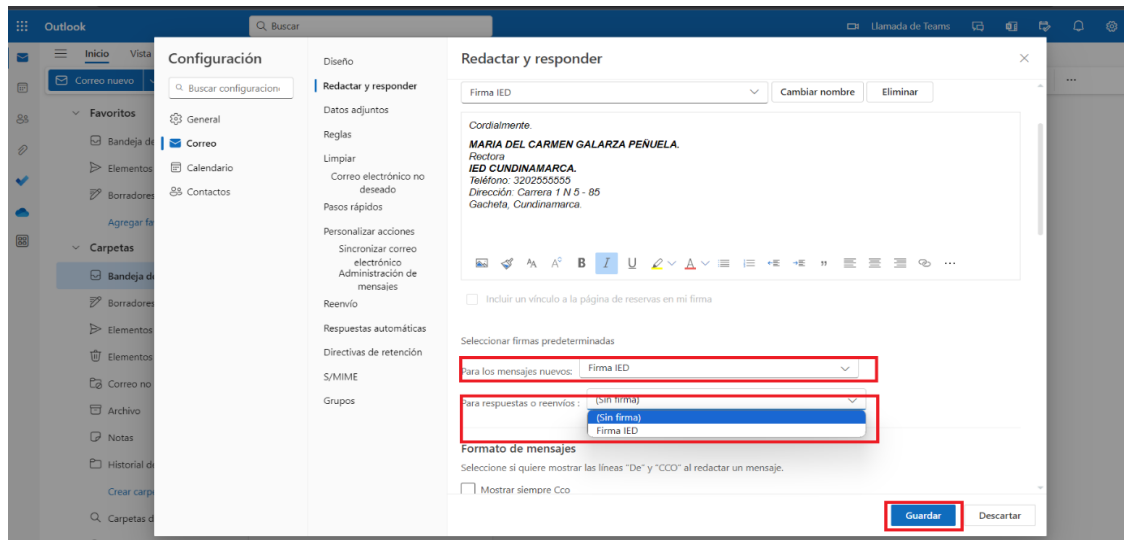 Outlook
Buscar
Llamada de Teams
Inicio Vista
Correo nuevo
Favoritos
Bandeja de
Elementos
Borradores
Agregar fa
Carpetas
Bandeja de
Borradores
Elementos
Elementos
Correo no
Archivo
Notas
Historial de
Crear carpe
Carpetas d
Configuración
Buscar configuracion
General
Correo
Calendario
Contactos
Diseño
Redactar y responder
Datos adjuntos
Reglas
Limpiar
Correo electrónico no
deseado
Pasos rápidos
Personalizar acciones
Sincronizar correo
electrónico
Administración de
mensajes
Reenvío
Respuestas automáticas
Directivas de retención
S/MIME
Grupos
Redactar y responder
Firma IED
Cambiar nombre
Eliminar
Cordialmente.
MARIA DEL CARMEN GALARZA PEÑUELA.
Rectora
IED CUNDINAMARCA.
Teléfono: 3202555555
Dirección: Carrera 1 N 5 - 85
Gacheta, Cundinamarca.
Incluir un vínculo a la página de reservas en mi firma
Seleccionar firmas predeterminadas
Para los mensajes nuevos: Firma IED
Para respuestas o reenvíos : (Sin firma)
(Sin firma)
Firma IED
Formato de mensajes
Seleccione si quiere mostrar las líneas "De" y "CCO" al redactar un mensaje.
Mostrar siempre Cco
Guardar
Descartar